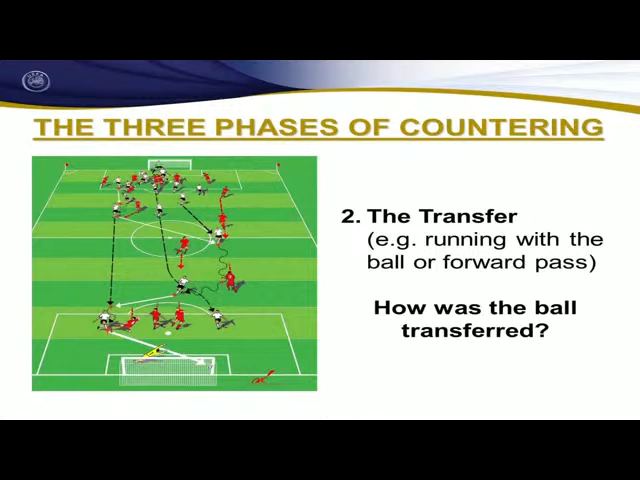 UEFA
THE THREE PHASES OF COUNTERING
2. The Transfer
(e.g. running with the
ball or forward pass)
How was the ball
transferred?